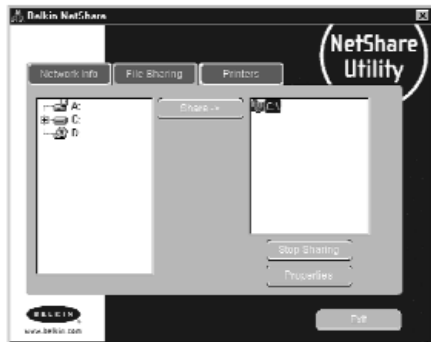 Belkin NetShare
NetShare
Utility
Network Info
File Sharing
Printers
A:
C:
D:
Share ->
C:\
Stop Sharing
Properties
BELKIN
www.belkin.com
Exit